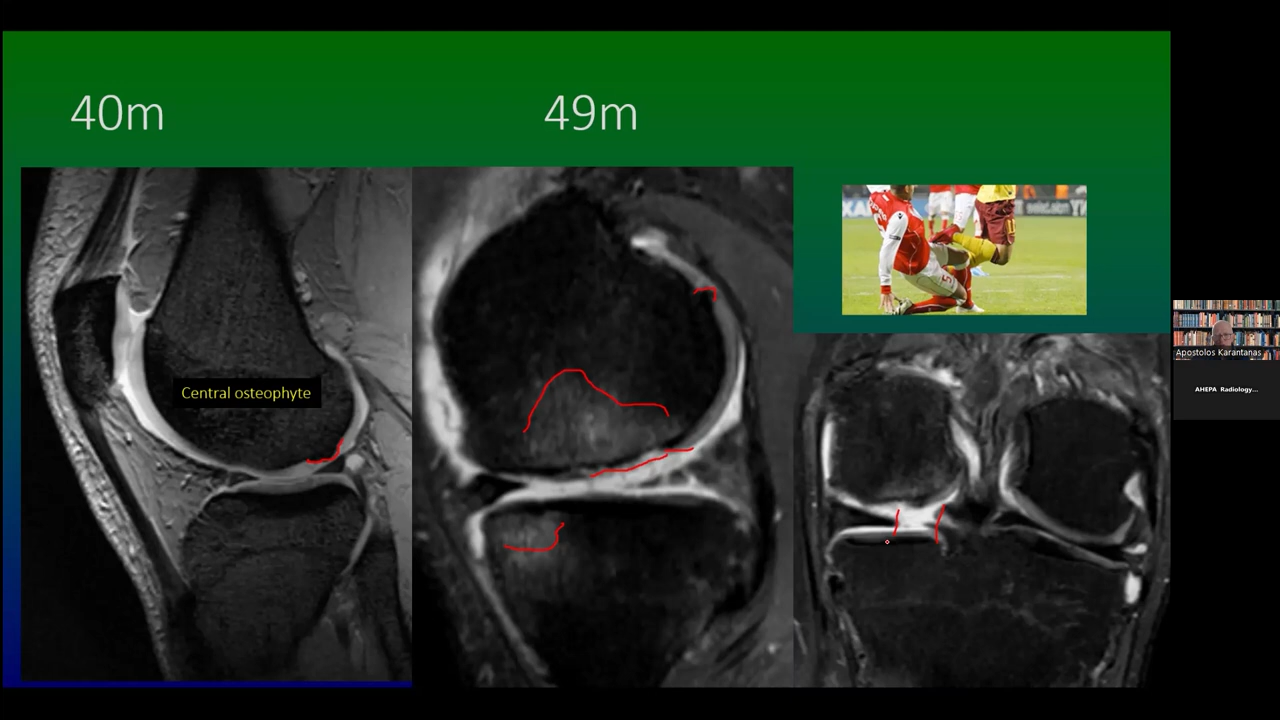 40m
49m
Central osteophyte
Apostolos Karantanas
AHEPA Radiology...